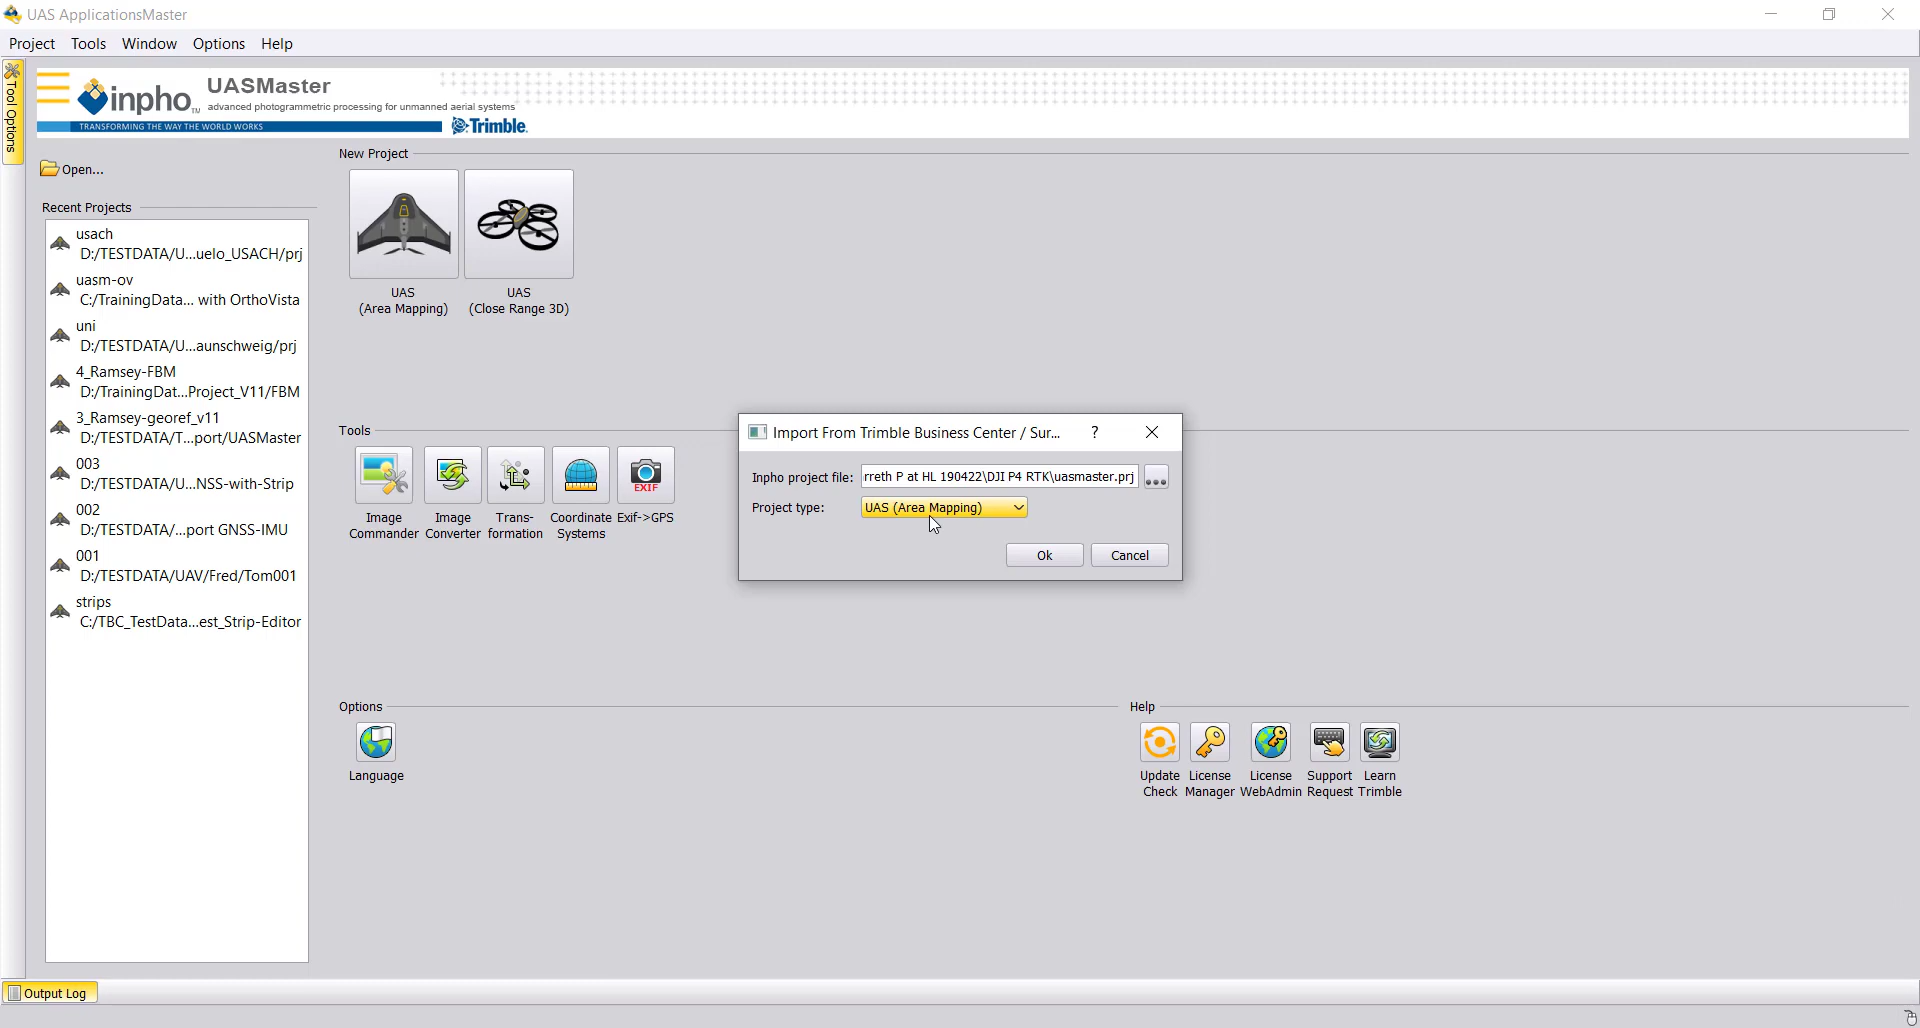 UAS ApplicationsMaster
Project Tools Window Options Help
Tool Options
inpho TM
UASMaster
advanced photogrammetric processing for unmanned aerial systems
TRANSFORMING THE WAY THE WORLD WORKS
Trimble.
Open...
Recent Projects
usach
D:/TESTDATA/U...uelo_USACH/prj
uasm-ov
C:/TrainingData... with OrthoVista
uni
D:/TESTDATA/U...aunschweig/prj
4_Ramsey-FBM
D:/TrainingDat...Project_V11/FBM
3_Ramsey-georef_v11
D:/TESTDATA/T...port/UASMaster
003
D:/TESTDATA/U...NSS-with-Strip
002
D:/TESTDATA/...port GNSS-IMU
001
D:/TESTDATA/UAV/Fred/Tom001
strips
C:/TBC_TestData...est_Strip-Editor
New Project
UAS
(Area Mapping)
UAS
(Close Range 3D)
Tools
Image
Commander
Image
Converter
Trans-
formation
Coordinate
Systems
EXIF
Exif->GPS
Import From Trimble Business Center / Sur...
?
Inpho project file: rreth P at HL 190422\DJI P4 RTK\uasmaster.prj ...
Project type: UAS (Area Mapping)
Ok Cancel
Options
Language
Help
Update
Check
License
Manager
License
WebAdmin
Support
Request
Learn
Trimble
Output Log